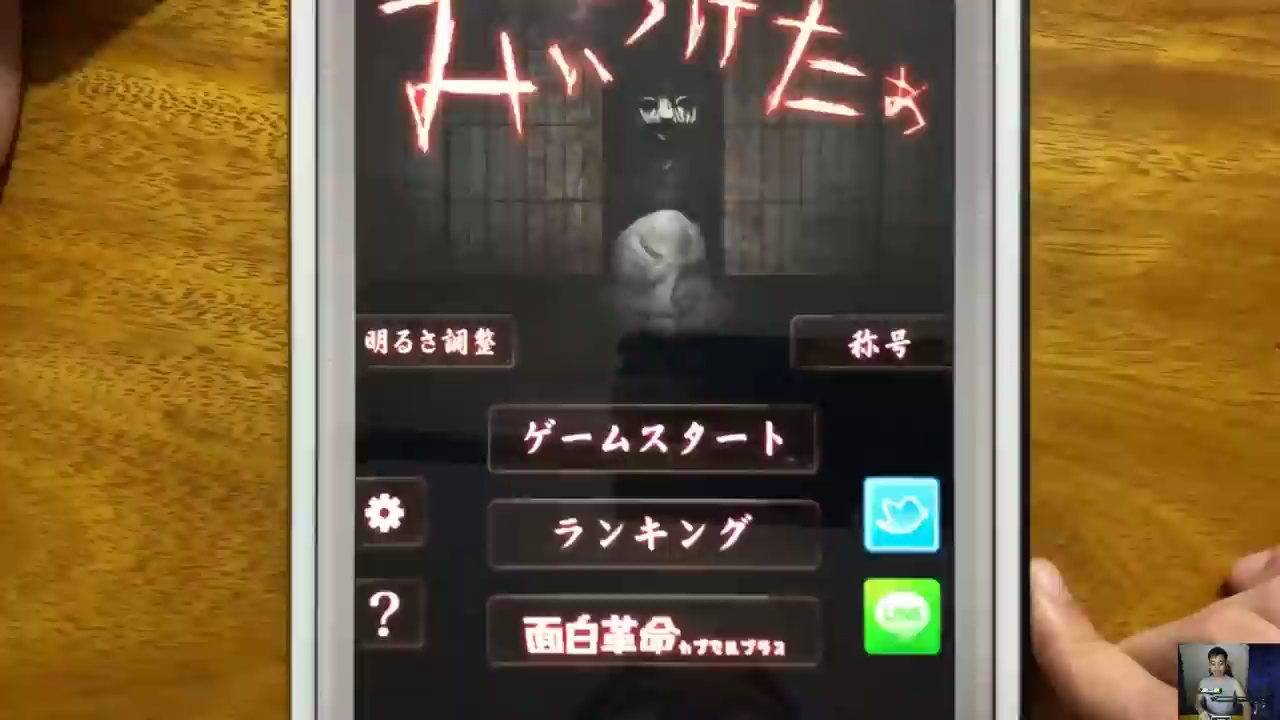 みぃつけたぉ
明るさ調整
称号
ゲームスタート
ランキング
?
LINE
面白革命カプセルプラス